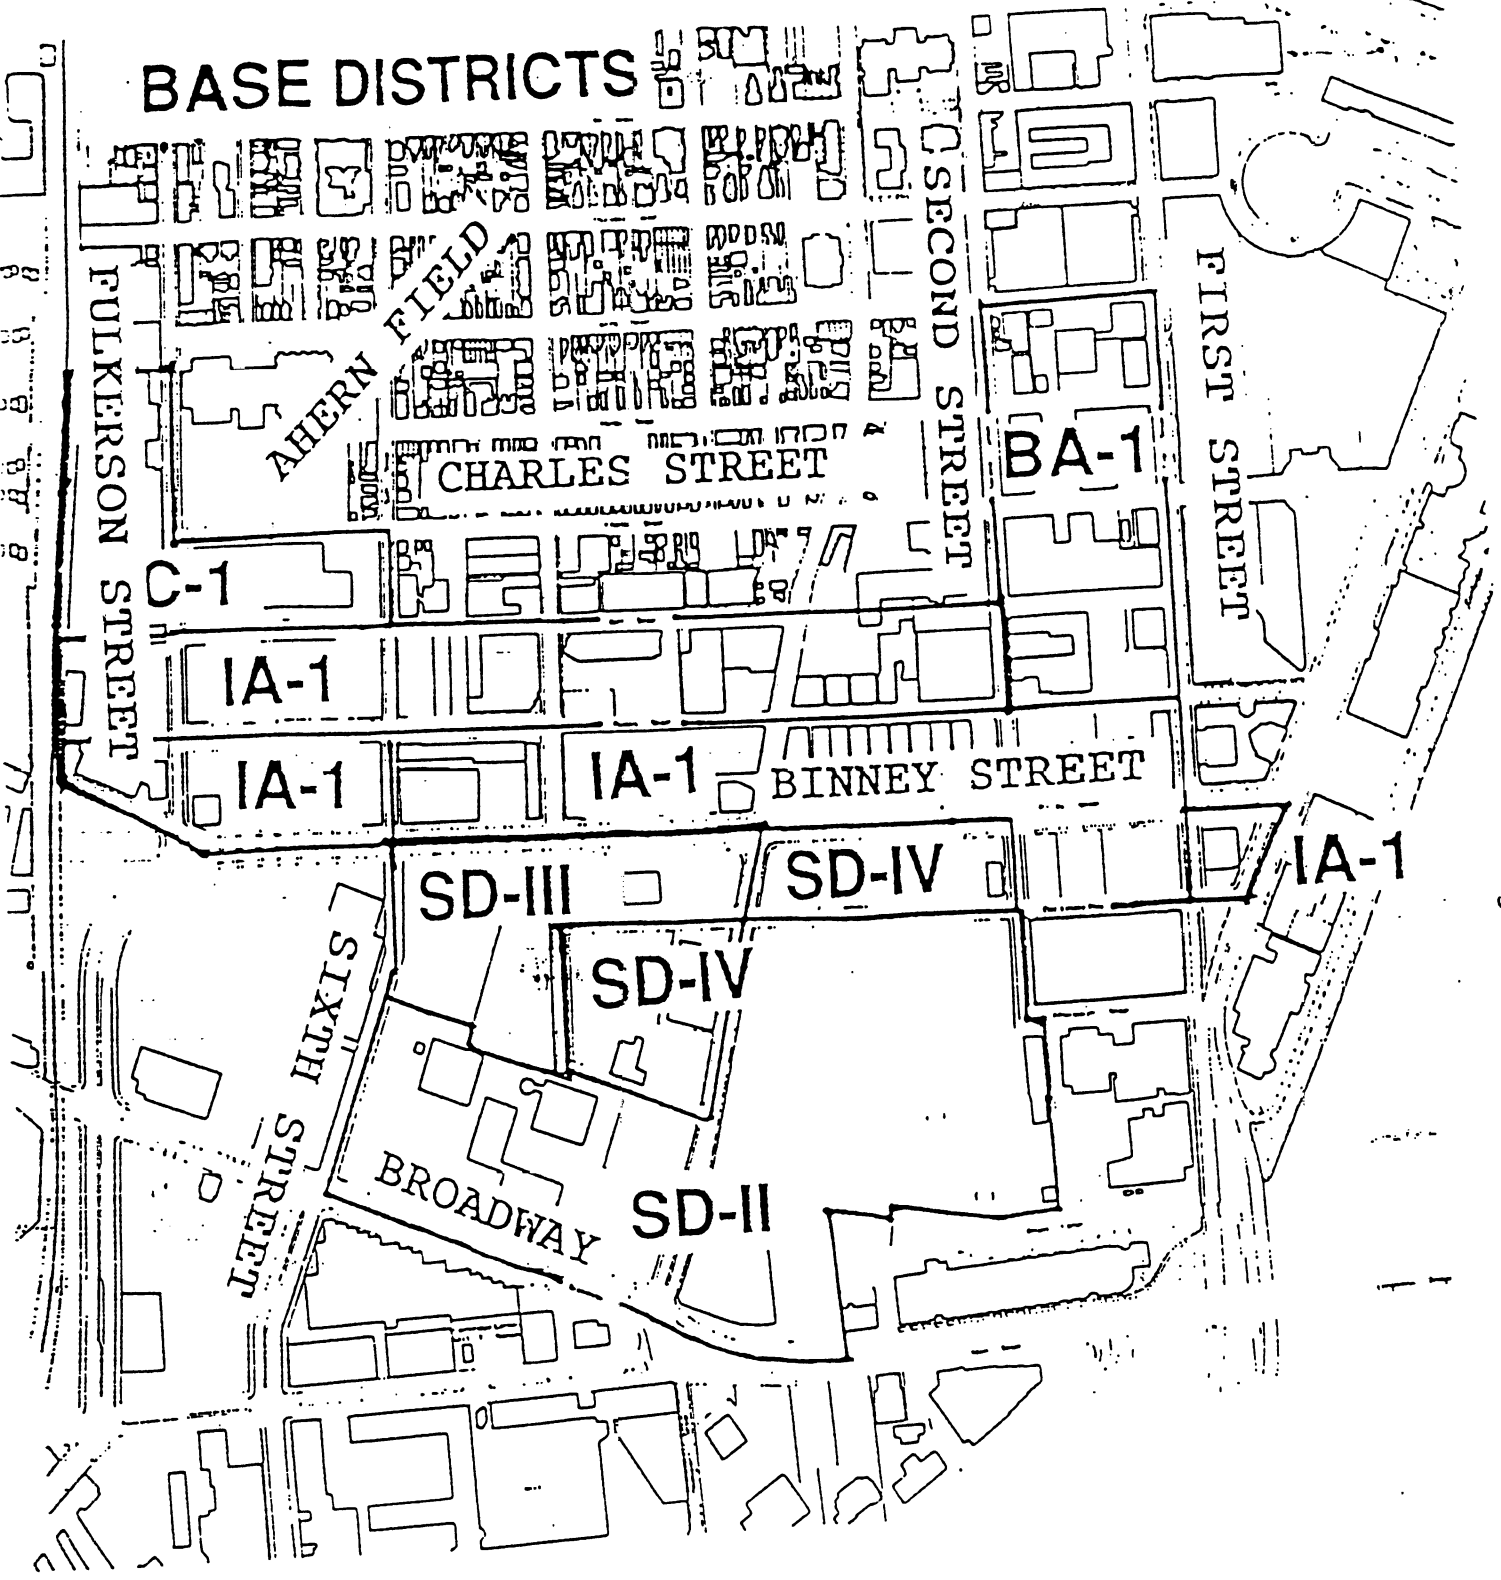 BASE DISTRICTS
FULKERSON STREET
AHERN FIELD
SECOND STREET
FIRST STREET
BA-1
CHARLES STREET
C-1
IA-1
IA-1
IA-1
BINNEY STREET
SD-III
SD-IV
IA-1
SD-IV
SIXTH STREET
BROADWAY
SD-II